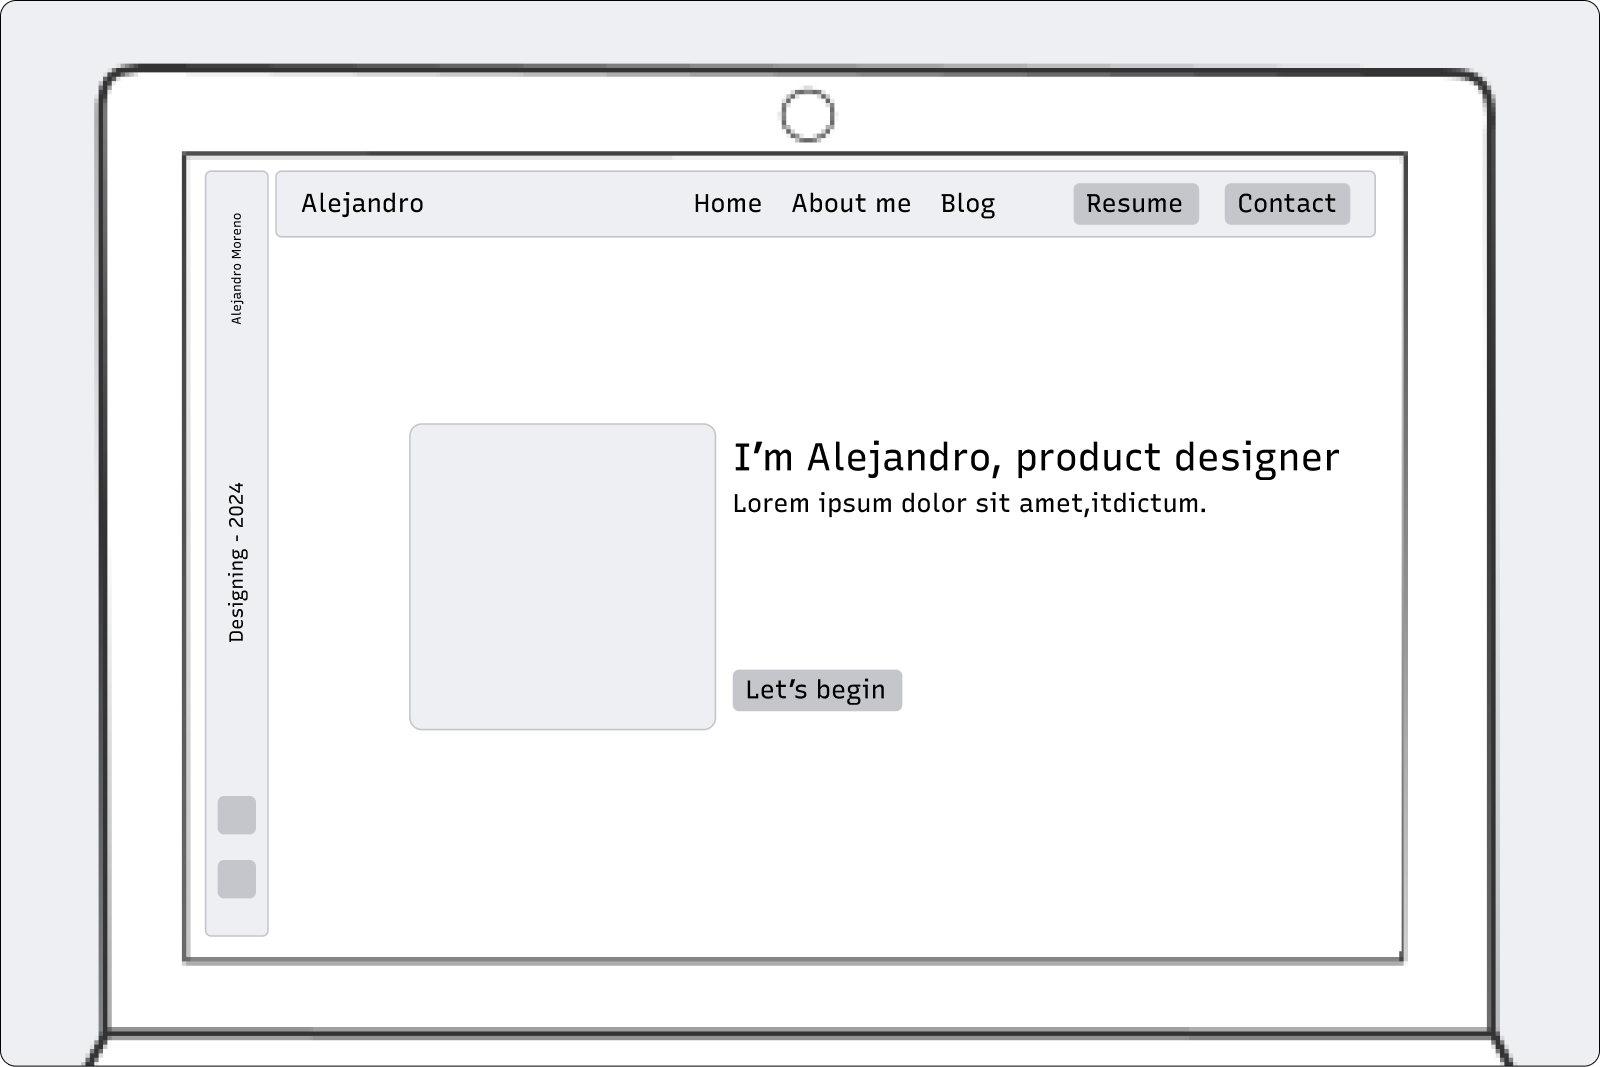 Alejandro Moreno
Designing - 2024
Alejandro
Home
About me
Blog
Resume
Contact
I’m Alejandro, product designer
Lorem ipsum dolor sit amet,itdictum.
Let’s begin